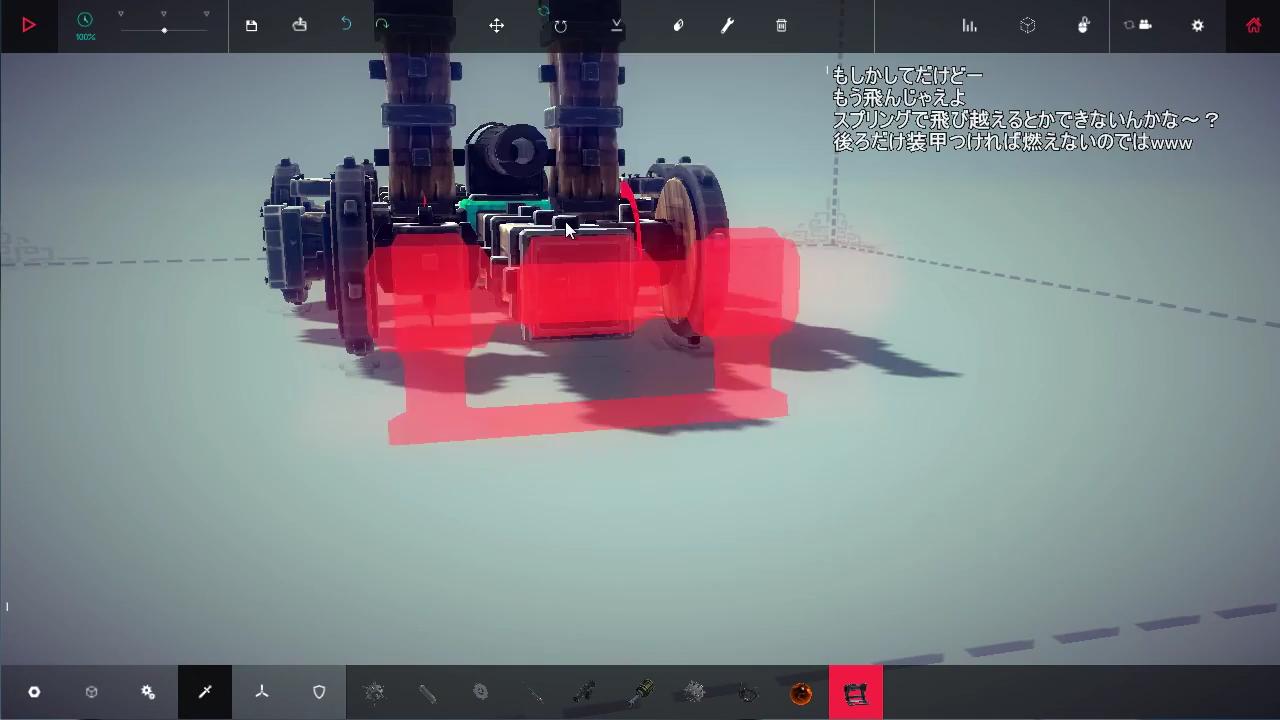 100%
もしかしてだけどー
もう飛んじゃえよ
スプリングで飛び越えるとかできないんかな～？
後ろだけ装甲つければ燃えないのではwww